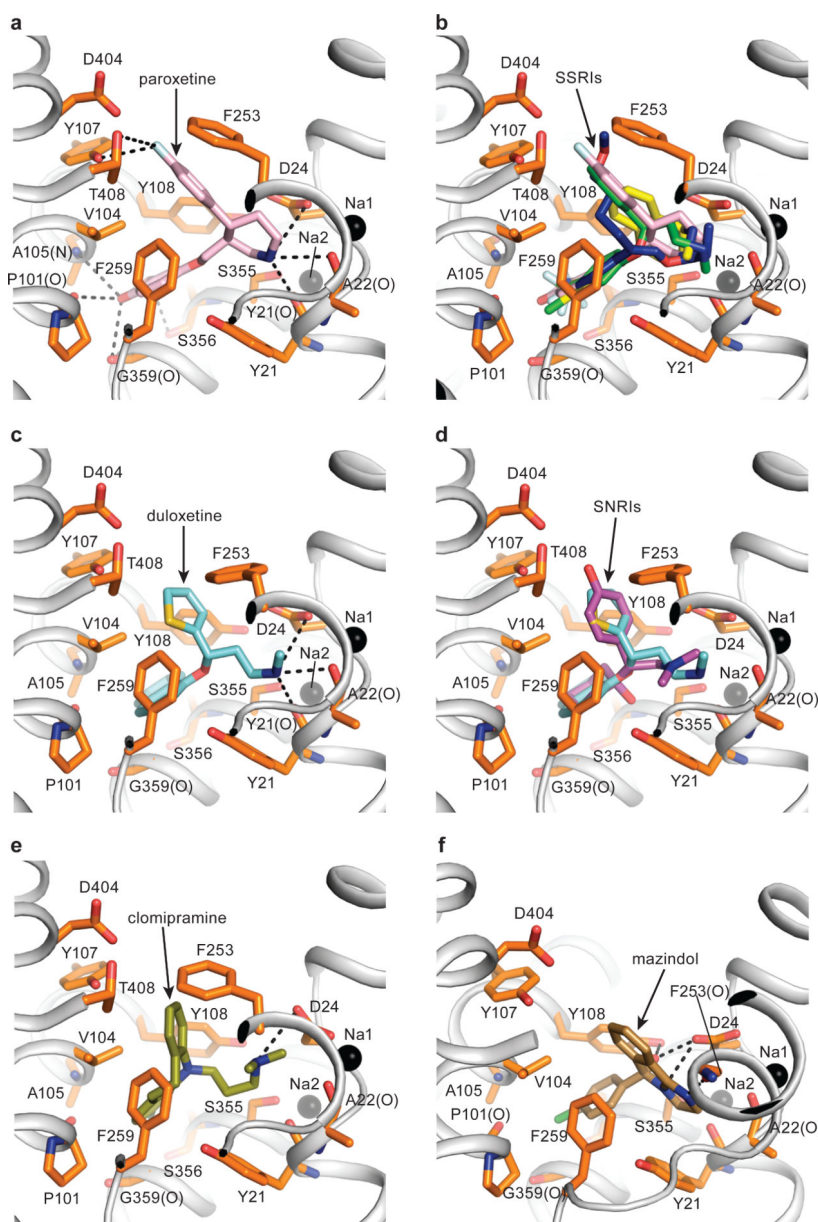 a
D404
paroxetine
F253
Y107
D24
Na1
T408
Y108
V104
Na2
A105(N)
F259
S355
P101(O)
A22(O)
Y21(O)
S356
P101
Y21
G359(O)
b
SSRIs
D404
F253
Y107
D24
Na1
T408
Y108
V104
F259
Na2
A105
S355
A22(O)
S356
P101
Y21
G359(O)
c
D404
duloxetine
F253
Y107
T408
Na1
V104
D24
Y108
Na2
A105
F259
S355
A22(O)
Y21(O)
S356
P101
Y21
G359(O)
d
D404
SNRIs
F253
Y107
T408
Y108
Na1
V104
D24
Na2
A105
F259
S355
A22(O)
S356
P101
Y21
G359(O)
e
D404
clomipramine
F253
Y107
T408
Y108
D24
V104
Na1
Na2
A105
S355
A22(O)
F259
S356
P101
Y21
G359(O)
f
D404
mazindol
F253(O)
Y107
Y108
D24
Na1
V104
A105
Na2
P101(O)
S355
F259
A22(O)
G359(O)
Y21